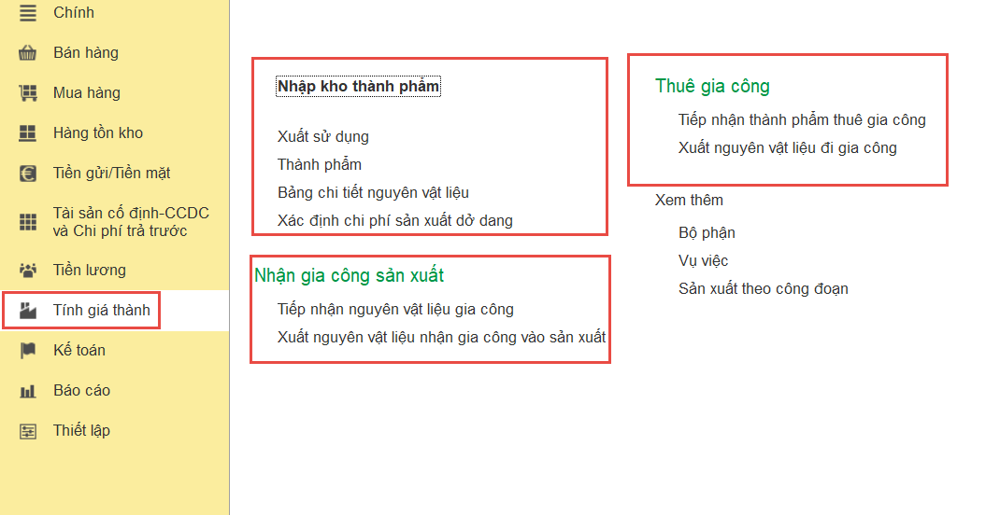 Chính
Bán hàng
Mua hàng
Hàng tồn kho
Tiền gửi/Tiền mặt
Tài sản cố định-CCDC
và Chi phí trả trước
Tiền lương
Tính giá thành
Kế toán
Báo cáo
Thiết lập
Nhập kho thành phẩm
Xuất sử dụng
Thành phẩm
Bảng chi tiết nguyên vật liệu
Xác định chi phí sản xuất dở dang
Nhận gia công sản xuất
Tiếp nhận nguyên vật liệu gia công
Xuất nguyên vật liệu nhận gia công vào sản xuất
Thuê gia công
Tiếp nhận thành phẩm thuê gia công
Xuất nguyên vật liệu đi gia công
Xem thêm
Bộ phận
Vụ việc
Sản xuất theo công đoạn